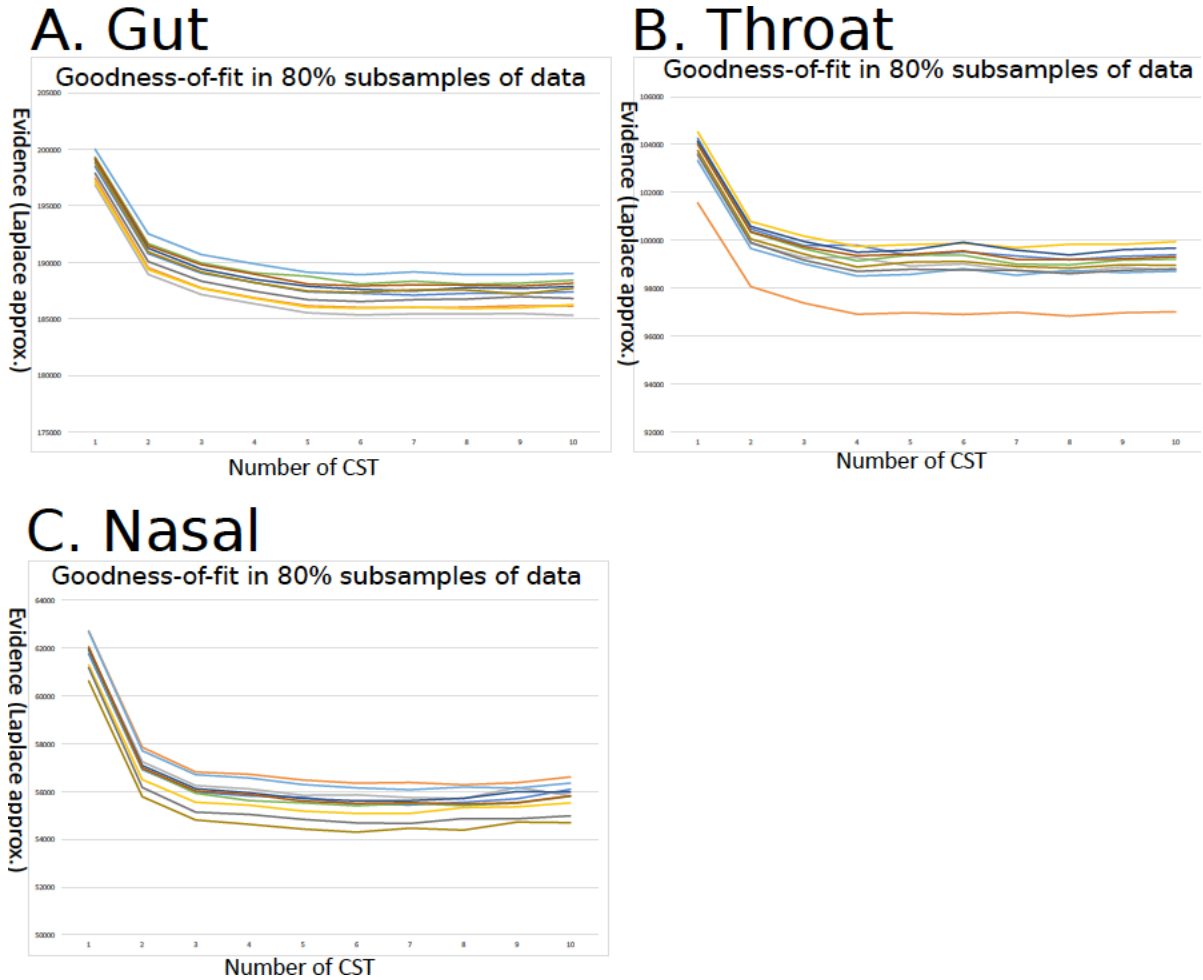 A. Gut
Goodness-of-fit in 80% subsamples of data
Evidence (Laplace approx.)
205000
200000
195000
190000
185000
180000
175000
1 2 3 4 5 6 7 8 9 10
Number of CST
B. Throat
Goodness-of-fit in 80% subsamples of data
Evidence (Laplace approx.)
106000
104000
102000
100000
98000
96000
94000
92000
1 2 3 4 5 6 7 8 9 10
Number of CST
C. Nasal
Goodness-of-fit in 80% subsamples of data
Evidence (Laplace approx.)
64000
62000
60000
58000
56000
54000
52000
50000
1 2 3 4 5 6 7 8 9 10
Number of CST